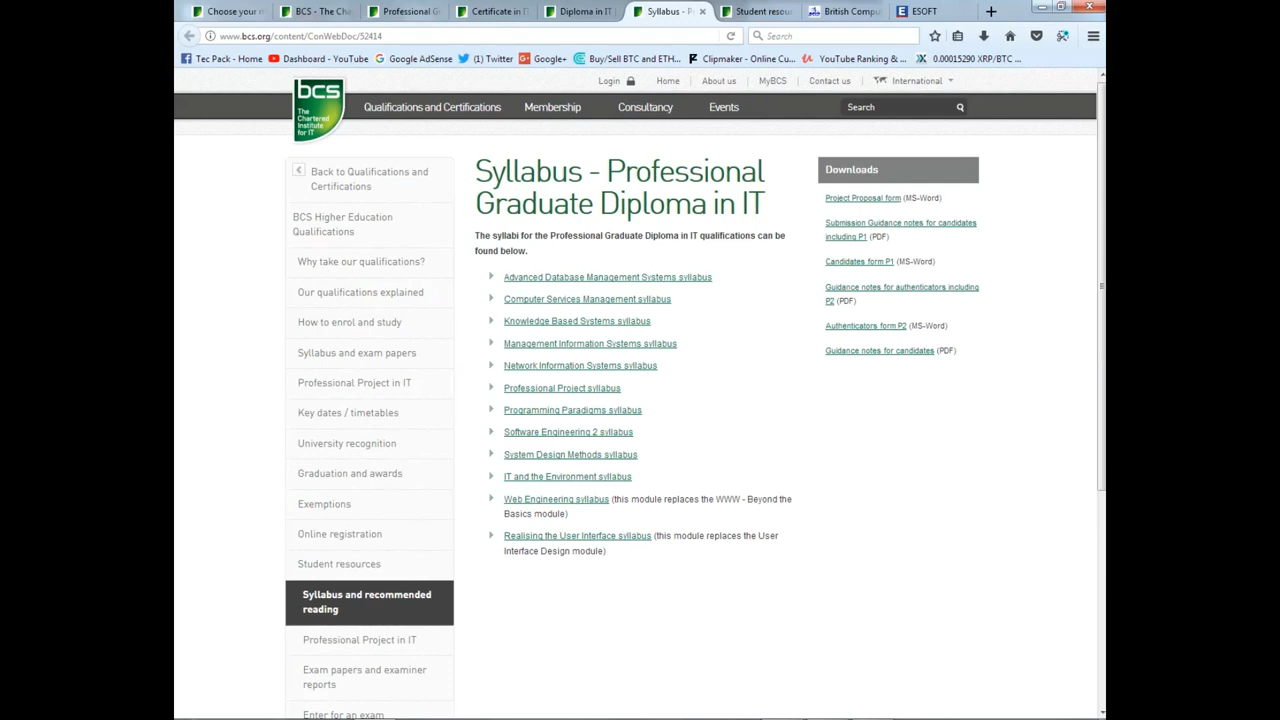 Choose your r
BCS - The Cha
Professional G
Certificate in IT
Diploma in IT
Syllabus - P
Student resou
British Compu
ESOFT
www.bcs.org/content/ConWebDoc/52414
Search
Tec Pack - Home
Dashboard - YouTube
Google AdSense
(1) Twitter
Google+
Buy/Sell BTC and ETH...
Clipmaker - Online Cu...
YouTube Ranking & ...
0.00015290 XRP/BTC ...
Login
Home
About us
MyBCS
Contact us
International
bcs
The
Chartered
Institute
for IT
Qualifications and Certifications
Membership
Consultancy
Events
Search
Back to Qualifications and
Certifications
BCS Higher Education
Qualifications
Why take our qualifications?
Our qualifications explained
How to enrol and study
Syllabus and exam papers
Professional Project in IT
Key dates / timetables
University recognition
Graduation and awards
Exemptions
Online registration
Student resources
Syllabus and recommended
reading
Professional Project in IT
Exam papers and examiner
reports
Enter for an exam
Syllabus - Professional
Graduate Diploma in IT
The syllabi for the Professional Graduate Diploma in IT qualifications can be
found below.
Advanced Database Management Systems syllabus
Computer Services Management syllabus
Knowledge Based Systems syllabus
Management Information Systems syllabus
Network Information Systems syllabus
Professional Project syllabus
Programming Paradigms syllabus
Software Engineering 2 syllabus
System Design Methods syllabus
IT and the Environment syllabus
Web Engineering syllabus (this module replaces the WWW - Beyond the
Basics module)
Realising the User Interface syllabus (this module replaces the User
Interface Design module)
Downloads
Project Proposal form (MS-Word)
Submission Guidance notes for candidates
including P1 (PDF)
Candidates form P1 (MS-Word)
Guidance notes for authenticators including
P2 (PDF)
Authenticators form P2 (MS-Word)
Guidance notes for candidates (PDF)